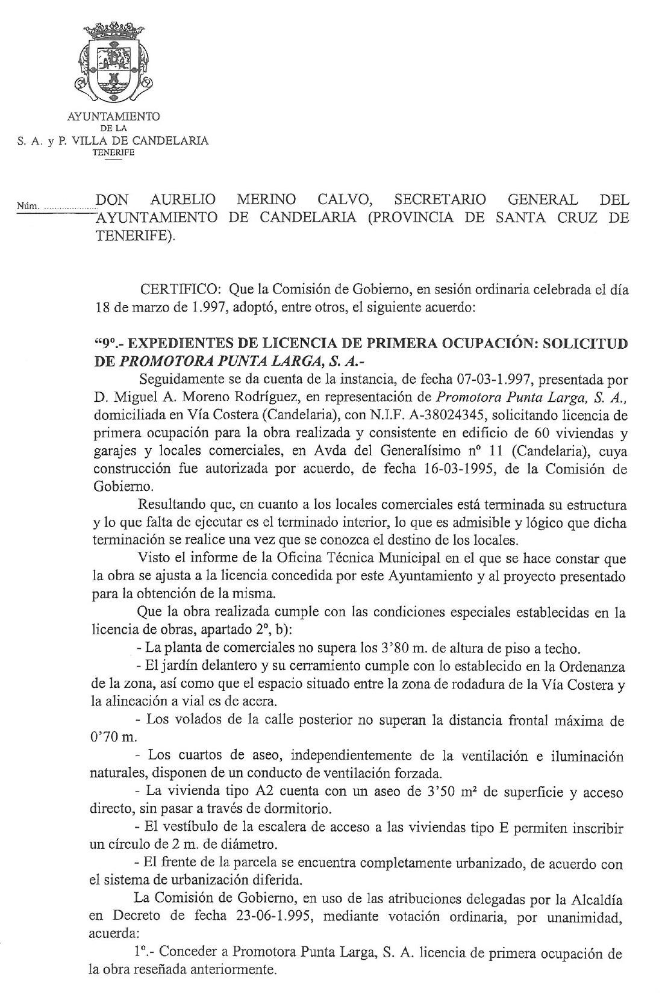 AYUNTAMIENTO
DE LA
S. A. y P. VILLA DE CANDELARIA
TENERIFE
Núm. ......................
DON AURELIO MERINO CALVO, SECRETARIO GENERAL DEL
AYUNTAMIENTO DE CANDELARIA (PROVINCIA DE SANTA CRUZ DE
TENERIFE).
CERTIFICO: Que la Comisión de Gobierno, en sesión ordinaria celebrada el día
18 de marzo de 1.997, adoptó, entre otros, el siguiente acuerdo:
“9º.- EXPEDIENTES DE LICENCIA DE PRIMERA OCUPACIÓN: SOLICITUD
DE PROMOTORA PUNTA LARGA, S. A.-
Seguidamente se da cuenta de la instancia, de fecha 07-03-1.997, presentada por
D. Miguel A. Moreno Rodríguez, en representación de Promotora Punta Larga, S. A.,
domiciliada en Vía Costera (Candelaria), con N.I.F. A-38024345, solicitando licencia de
primera ocupación para la obra realizada y consistente en edificio de 60 viviendas y
garajes y locales comerciales, en Avda del Generalísimo nº 11 (Candelaria), cuya
construcción fue autorizada por acuerdo, de fecha 16-03-1995, de la Comisión de
Gobierno.
Resultando que, en cuanto a los locales comerciales está terminada su estructura
y lo que falta de ejecutar es el terminado interior, lo que es admisible y lógico que dicha
terminación se realice una vez que se conozca el destino de los locales.
Visto el informe de la Oficina Técnica Municipal en el que se hace constar que
la obra se ajusta a la licencia concedida por este Ayuntamiento y al proyecto presentado
para la obtención de la misma.
Que la obra realizada cumple con las condiciones especiales establecidas en la
licencia de obras, apartado 2º, b):
- La planta de comerciales no supera los 3’80 m. de altura de piso a techo.
- El jardín delantero y su cerramiento cumple con lo establecido en la Ordenanza
de la zona, así como que el espacio situado entre la zona de rodadura de la Vía Costera y
la alineación a vial es de acera.
- Los volados de la calle posterior no superan la distancia frontal máxima de
0’70 m.
- Los cuartos de aseo, independientemente de la ventilación e iluminación
naturales, disponen de un conducto de ventilación forzada.
- La vivienda tipo A2 cuenta con un aseo de 3’50 m² de superficie y acceso
directo, sin pasar a través de dormitorio.
- El vestíbulo de la escalera de acceso a las viviendas tipo E permiten inscribir
un círculo de 2 m. de diámetro.
- El frente de la parcela se encuentra completamente urbanizado, de acuerdo con
el sistema de urbanización diferida.
La Comisión de Gobierno, en uso de las atribuciones delegadas por la Alcaldía
en Decreto de fecha 23-06-1.995, mediante votación ordinaria, por unanimidad,
acuerda:
1º.- Conceder a Promotora Punta Larga, S. A. licencia de primera ocupación de
la obra reseñada anteriormente.